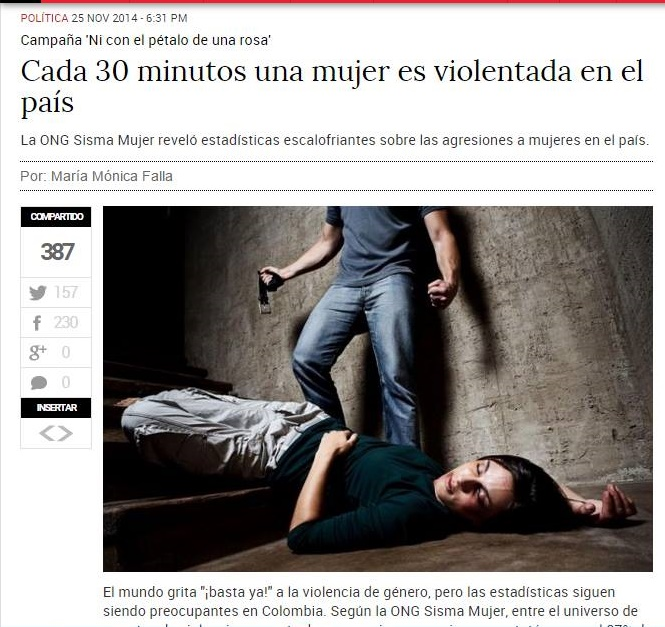 POLÍTICA 25 NOV 2014 - 6:31 PM
Campaña 'Ni con el pétalo de una rosa'
Cada 30 minutos una mujer es violentada en el
país
La ONG Sisma Mujer reveló estadísticas escalofriantes sobre las agresiones a mujeres en el país.
Por: María Mónica Falla
COMPARTIDO
387
157
230
0
0
INSERTAR
El mundo grita "¡basta ya!" a la violencia de género, pero las estadísticas siguen
siendo preocupantes en Colombia. Según la ONG Sisma Mujer, entre el universo de